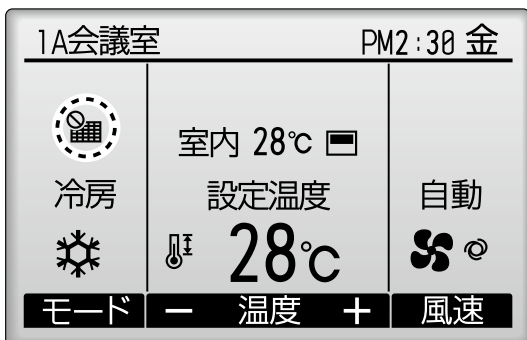 1A会議室 PM2:30 金
室内 28℃
冷房 設定温度 自動
28℃
モード － 温度 ＋ 風速